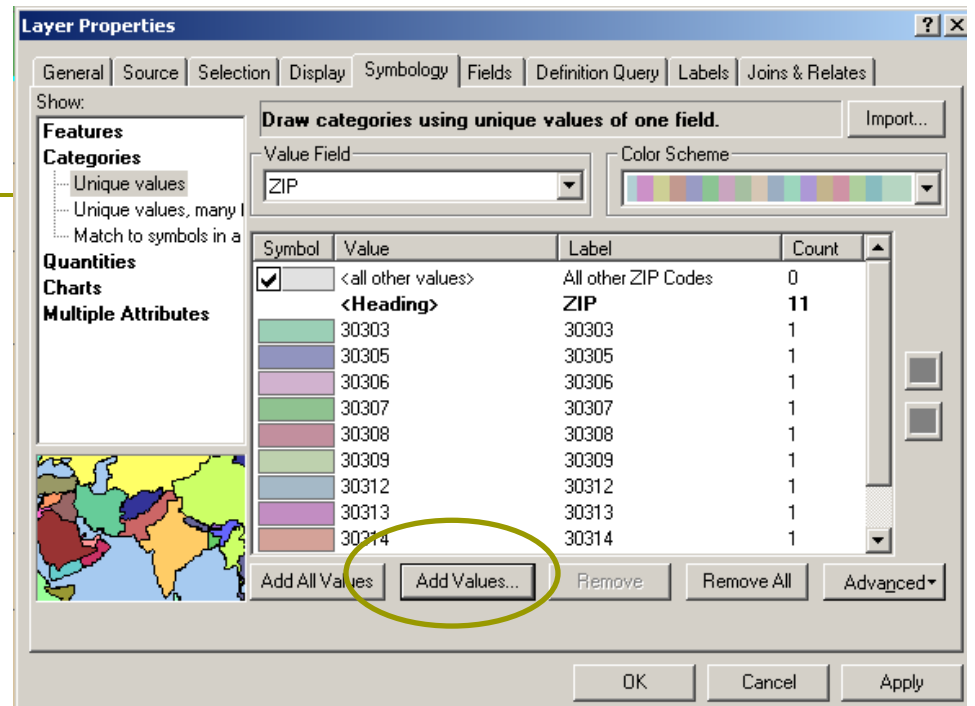 Layer Properties
General Source Selection Display Symbology Fields Definition Query Labels Joins & Relates
Show:
Features
Categories
Unique values
Unique values, many
Match to symbols in a
Quantities
Charts
Multiple Attributes
Draw categories using unique values of one field.
Import...
Value Field
ZIP
Color Scheme
Symbol Value Label Count
<all other values> All other ZIP Codes 0
<Heading> ZIP 11
30303 30303 1
30305 30305 1
30306 30306 1
30307 30307 1
30308 30308 1
30309 30309 1
30312 30312 1
30313 30313 1
30314 30314 1
Add All Values Add Values... Remove Remove All Advanced
OK Cancel Apply